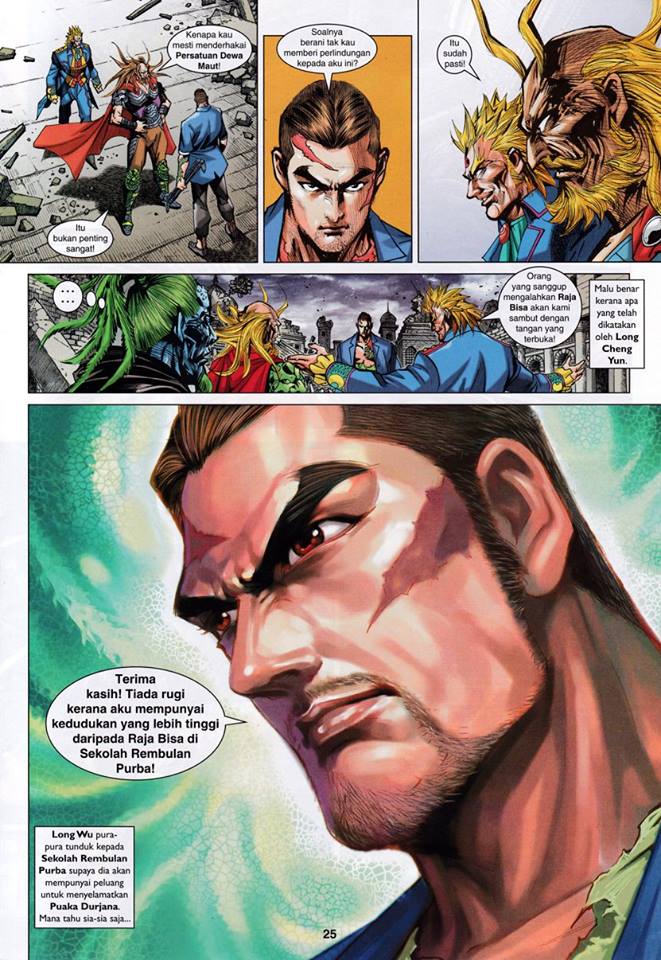 Kenapa kau
mesti menderhakai
Persatuan Dewa
Maut!
Itu
bukan penting
sangat!
Soalnya
berani tak kau
memberi perlindungan
kepada aku ini?
Itu
sudah
pasti!
...
...
Orang
yang sanggup
mengalahkan Raja
Bisa akan kami
sambut dengan
tangan yang
terbuka!
Malu benar
kerana apa
yang telah
dikatakan
oleh Long
Cheng
Yun.
Terima
kasih! Tiada rugi
kerana aku mempunyai
kedudukan yang lebih tinggi
daripada Raja Bisa di
Sekolah Rembulan
Purba!
Long Wu pura-
pura tunduk kepada
Sekolah Rembulan
Purba supaya dia akan
mempunyai peluang
untuk menyelamatkan
Puaka Durjana.
Mana tahu sia-sia saja...
25